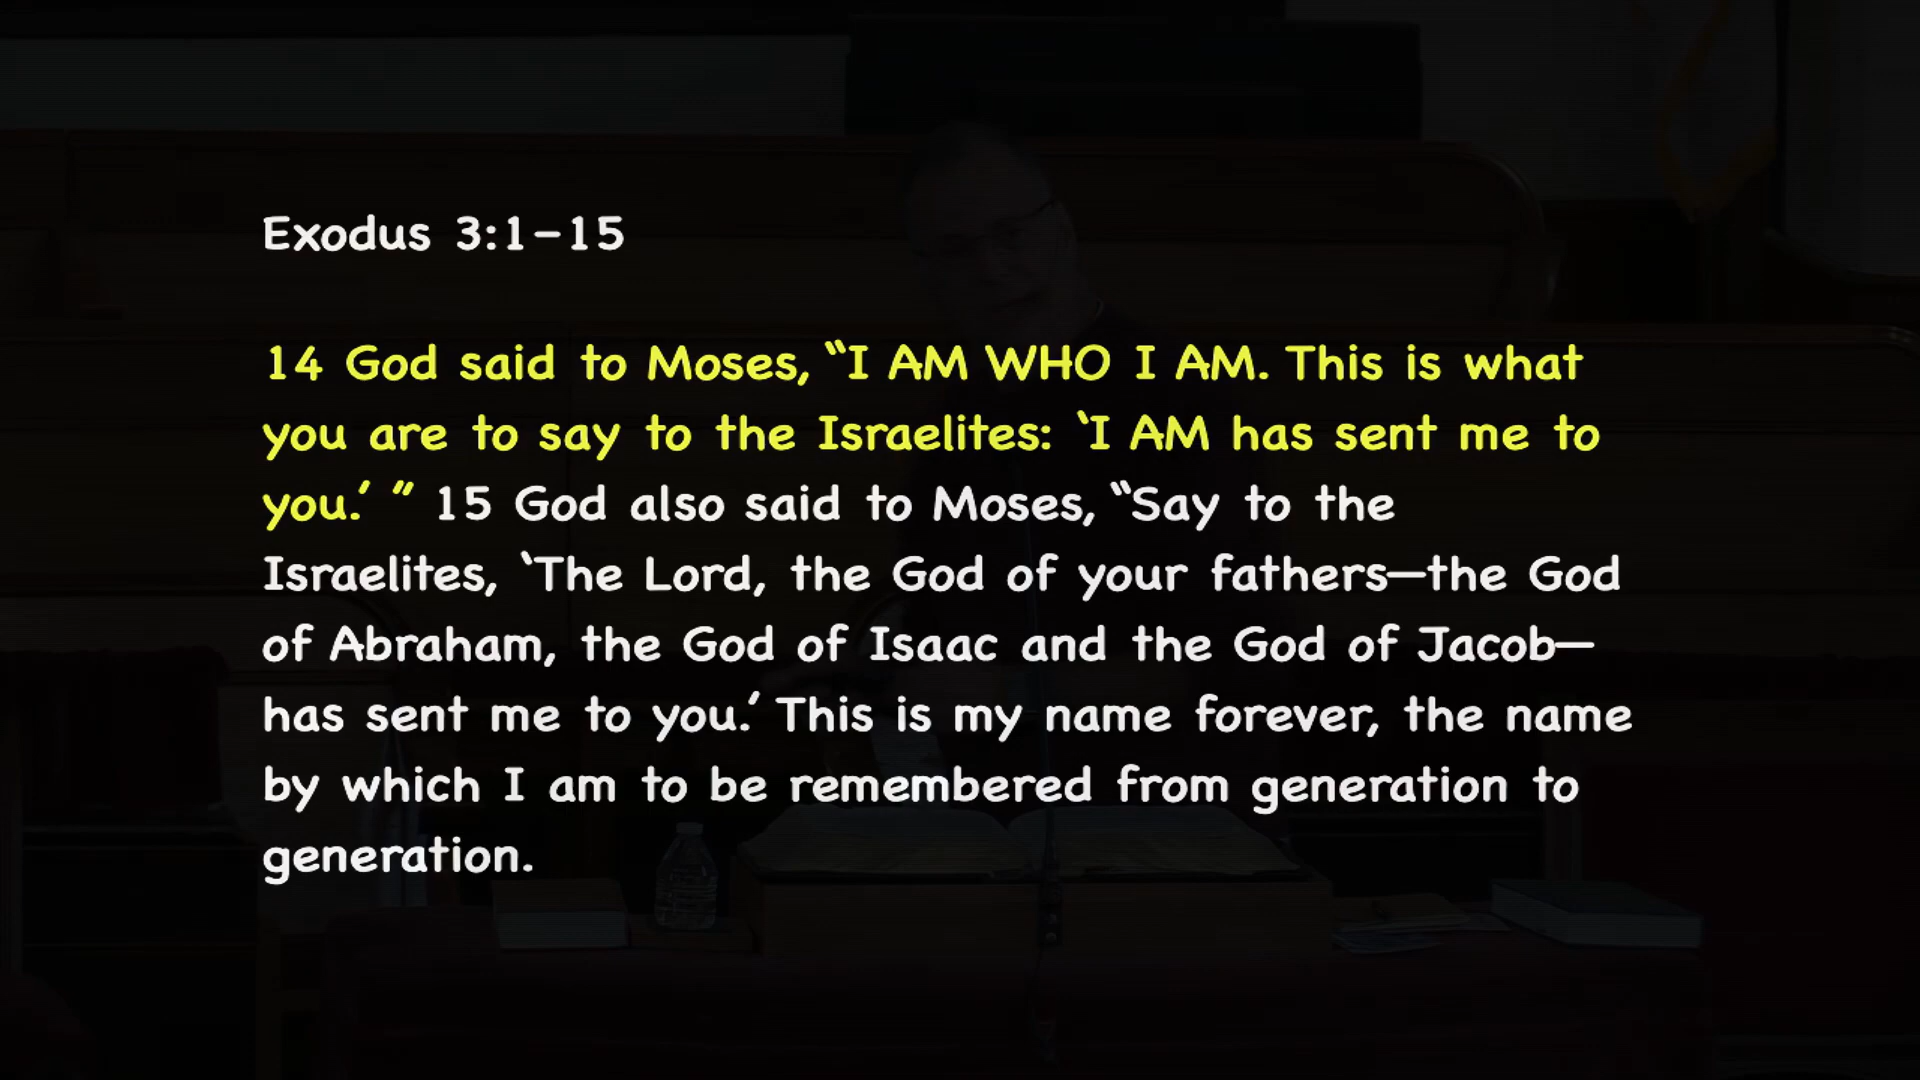 Exodus 3:1–15
14 God said to Moses, “I AM WHO I AM. This is what
you are to say to the Israelites: ‘I AM has sent me to
you.’ ” 15 God also said to Moses, “Say to the
Israelites, ‘The Lord, the God of your fathers—the God
of Abraham, the God of Isaac and the God of Jacob—
has sent me to you.’ This is my name forever, the name
by which I am to be remembered from generation to
generation.